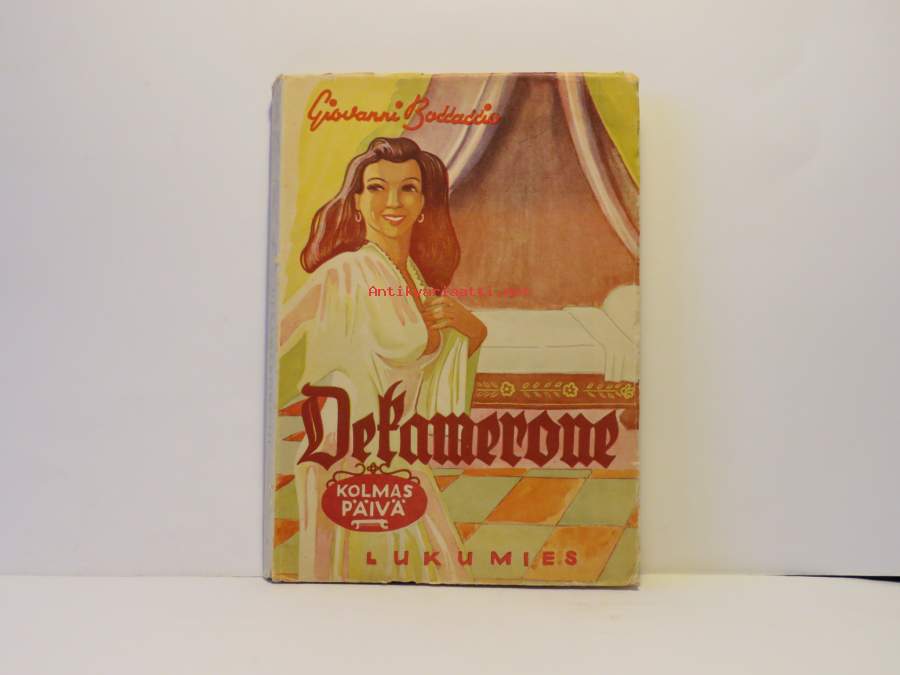 Giovanni Boccaccio
Antikvariaatti.net
Dekamerone
KOLMAS
PÄIVÄ
LUKUMIES